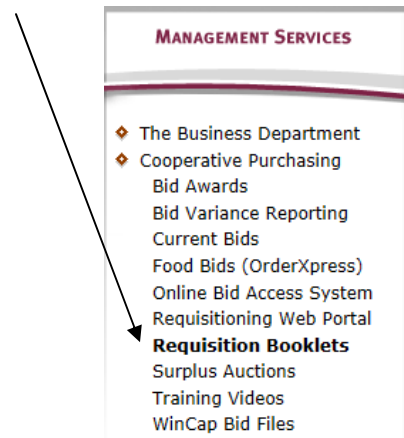 MANAGEMENT SERVICES
The Business Department
Cooperative Purchasing
Bid Awards
Bid Variance Reporting
Current Bids
Food Bids (OrderXpress)
Online Bid Access System
Requisitioning Web Portal
Requisition Booklets
Surplus Auctions
Training Videos
WinCap Bid Files